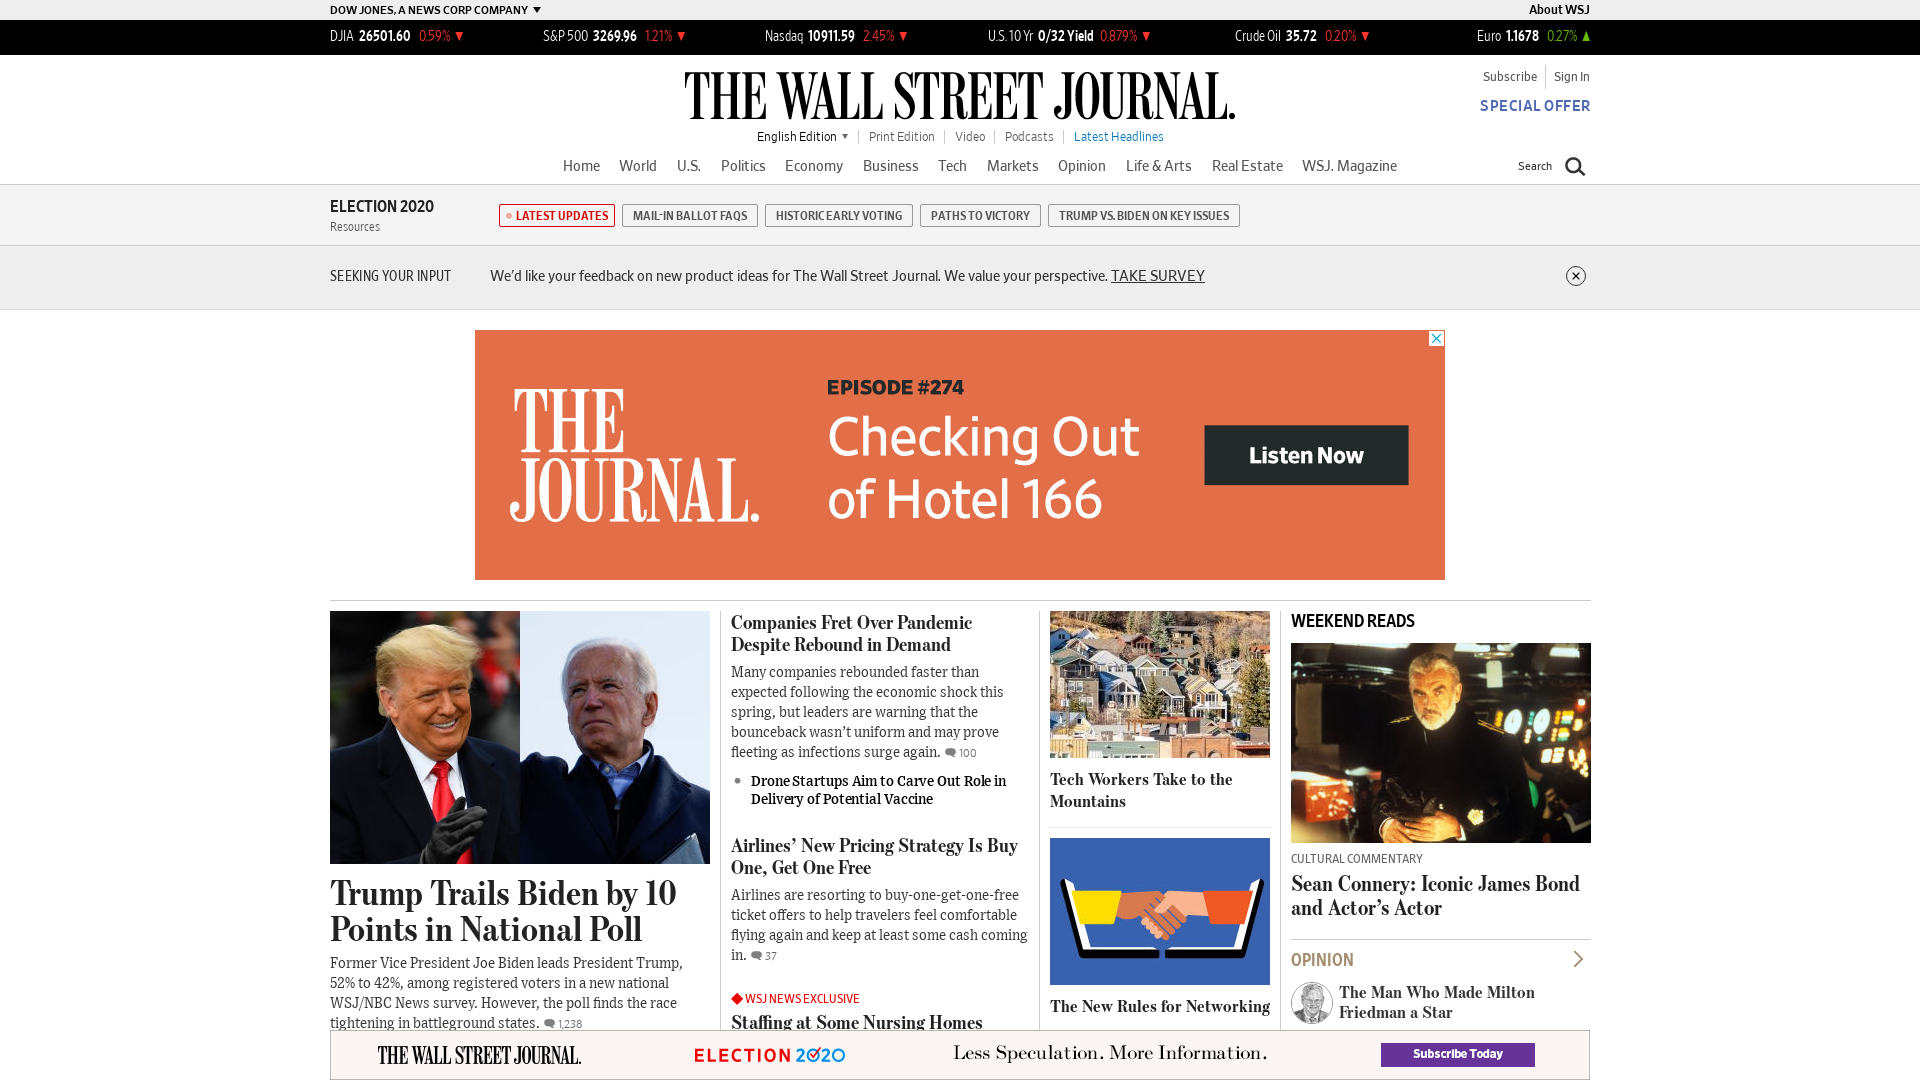 DOW JONES, A NEWS CORP COMPANY
About WSJ
DJIA 26501.60 0.59%
S&P 500 3269.96 1.21%
Nasdaq 10911.59 2.45%
U.S. 10 Yr 0/32 Yield 0.879%
Crude Oil 35.72 0.20%
Euro 1.1678 0.27%
THE WALL STREET JOURNAL.
Subscribe
Sign In
SPECIAL OFFER
English Edition
Print Edition
Video
Podcasts
Latest Headlines
Home
World
U.S.
Politics
Economy
Business
Tech
Markets
Opinion
Life & Arts
Real Estate
WSJ. Magazine
Search
ELECTION 2020
Resources
LATEST UPDATES
MAIL-IN BALLOT FAQS
HISTORIC EARLY VOTING
PATHS TO VICTORY
TRUMP VS. BIDEN ON KEY ISSUES
SEEKING YOUR INPUT
We’d like your feedback on new product ideas for The Wall Street Journal. We value your perspective. TAKE SURVEY
THE
JOURNAL.
EPISODE #274
Checking Out
of Hotel 166
Listen Now
Trump Trails Biden by 10
Points in National Poll
Former Vice President Joe Biden leads President Trump,
52% to 42%, among registered voters in a new national
WSJ/NBC News survey. However, the poll finds the race
tightening in battleground states. 1,238
Companies Fret Over Pandemic
Despite Rebound in Demand
Many companies rebounded faster than
expected following the economic shock this
spring, but leaders are warning that the
bounceback wasn’t uniform and may prove
fleeting as infections surge again. 100
Drone Startups Aim to Carve Out Role in
Delivery of Potential Vaccine
Airlines’ New Pricing Strategy Is Buy
One, Get One Free
Airlines are resorting to buy-one-get-one-free
ticket offers to help travelers feel comfortable
flying again and keep at least some cash coming
in. 37
WSJ NEWS EXCLUSIVE
Staffing at Some Nursing Homes
Tech Workers Take to the
Mountains
The New Rules for Networking
WEEKEND READS
CULTURAL COMMENTARY
Sean Connery: Iconic James Bond
and Actor’s Actor
OPINION
The Man Who Made Milton
Friedman a Star
THE WALL STREET JOURNAL.
ELECTION 2020
Less Speculation. More Information.
Subscribe Today